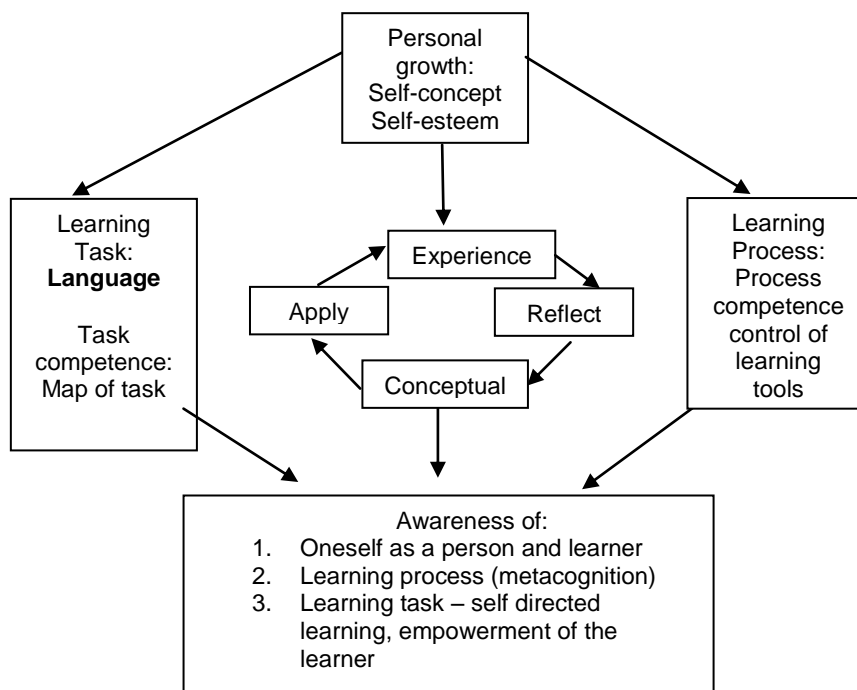 Personal
growth:
Self-concept
Self-esteem
Learning
Task:
Language
Task
competence:
Map of task
Experience
Apply
Reflect
Conceptual
Learning
Process:
Process
competence
control of
learning
tools
Awareness of:
1. Oneself as a person and learner
2. Learning process (metacognition)
3. Learning task – self directed
learning, empowerment of the
learner